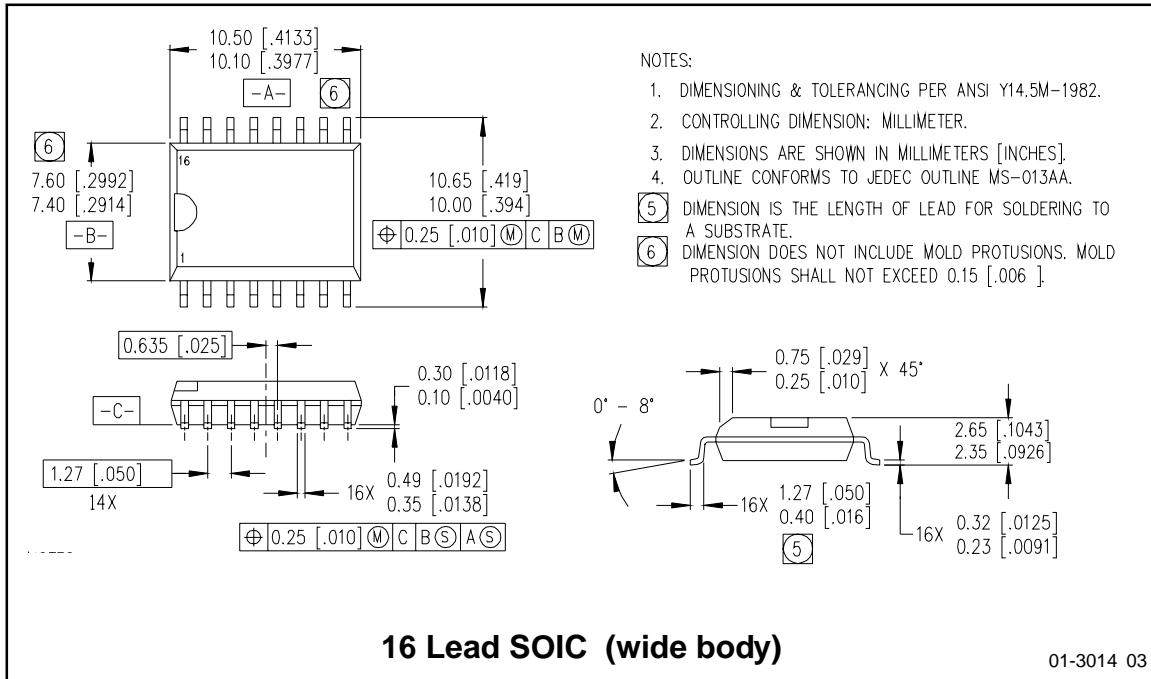 10.50 [.4133]
10.10 [.3977]
-A-
6
6
7.60 [.2992]
7.40 [.2914]
-B-
16
1
10.65 [.419]
10.00 [.394]
⌖ 0.25 [.010] Ⓜ C B Ⓜ
NOTES:
1. DIMENSIONING & TOLERANCING PER ANSI Y14.5M-1982.
2. CONTROLLING DIMENSION: MILLIMETER.
3. DIMENSIONS ARE SHOWN IN MILLIMETERS [INCHES].
4. OUTLINE CONFORMS TO JEDEC OUTLINE MS-013AA.
5 DIMENSION IS THE LENGTH OF LEAD FOR SOLDERING TO
A SUBSTRATE.
6 DIMENSION DOES NOT INCLUDE MOLD PROTUSIONS. MOLD
PROTUSIONS SHALL NOT EXCEED 0.15 [.006 ].
0.635 [.025]
-C-
0.30 [.0118]
0.10 [.0040]
1.27 [.050]
14X
16X 0.49 [.0192]
0.35 [.0138]
⌖ 0.25 [.010] Ⓜ C B Ⓢ A Ⓢ
0.75 [.029]
0.25 [.010] X 45°
0° - 8°
2.65 [.1043]
2.35 [.0926]
16X 1.27 [.050]
0.40 [.016]
5
16X 0.32 [.0125]
0.23 [.0091]
16 Lead SOIC (wide body)
01-3014 03